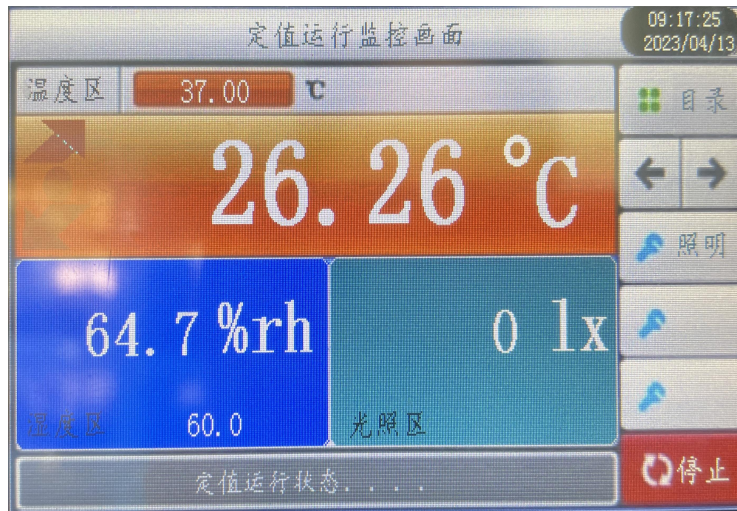 定值运行监控画面
09:17:25
2023/04/13
温度区 37.00 ℃
目录
26.26 °C
照明
64.7 %rh
0 lx
湿度区 60.0
光照区
定值运行状态....
停止